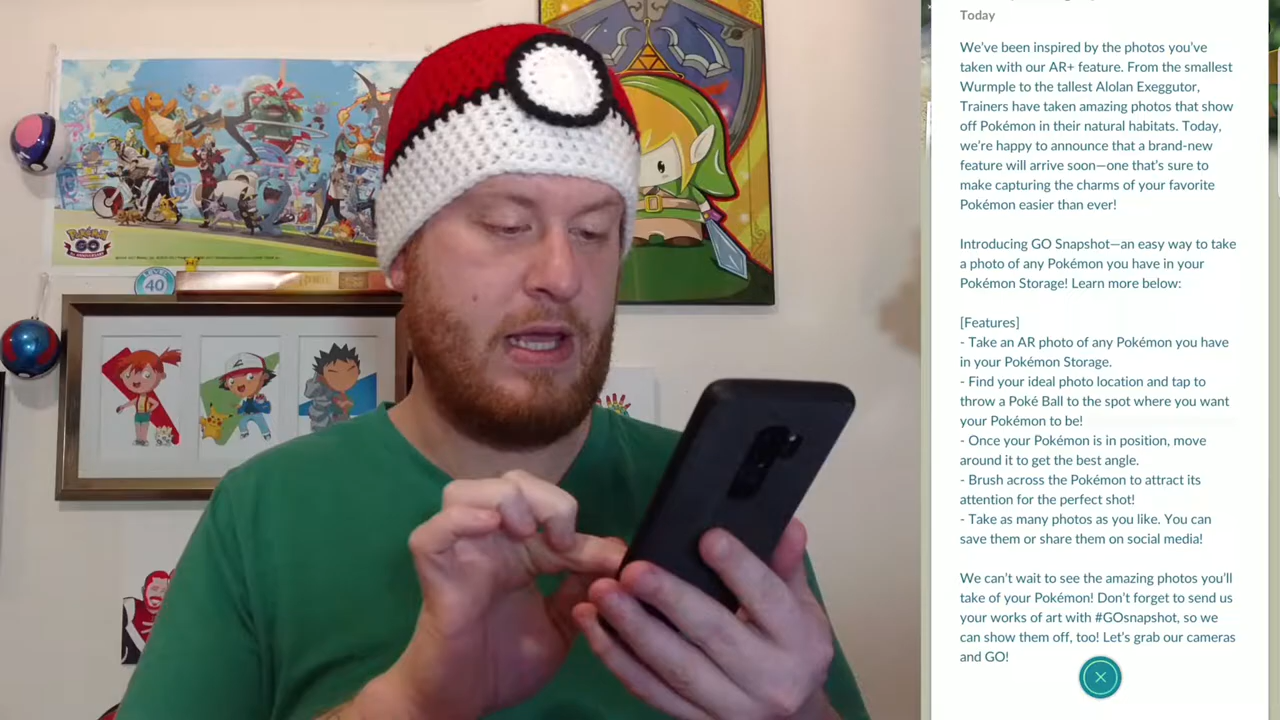 Today
We've been inspired by the photos you've
taken with our AR+ feature. From the smallest
Wurmple to the tallest Alolan Exeggutor,
Trainers have taken amazing photos that show
off Pokémon in their natural habitats. Today,
we're happy to announce that a brand-new
feature will arrive soon—one that's sure to
make capturing the charms of your favorite
Pokémon easier than ever!
Introducing GO Snapshot—an easy way to take
a photo of any Pokémon you have in your
Pokémon Storage! Learn more below:
[Features]
- Take an AR photo of any Pokémon you have
in your Pokémon Storage.
- Find your ideal photo location and tap to
throw a Poké Ball to the spot where you want
your Pokémon to be!
- Once your Pokémon is in position, move
around it to get the best angle.
- Brush across the Pokémon to attract its
attention for the perfect shot!
- Take as many photos as you like. You can
save them or share them on social media!
We can't wait to see the amazing photos you'll
take of your Pokémon! Don't forget to send us
your works of art with #GOsnapshot, so we
can show them off, too! Let's grab our cameras
and GO!
Pokémon
GO
40